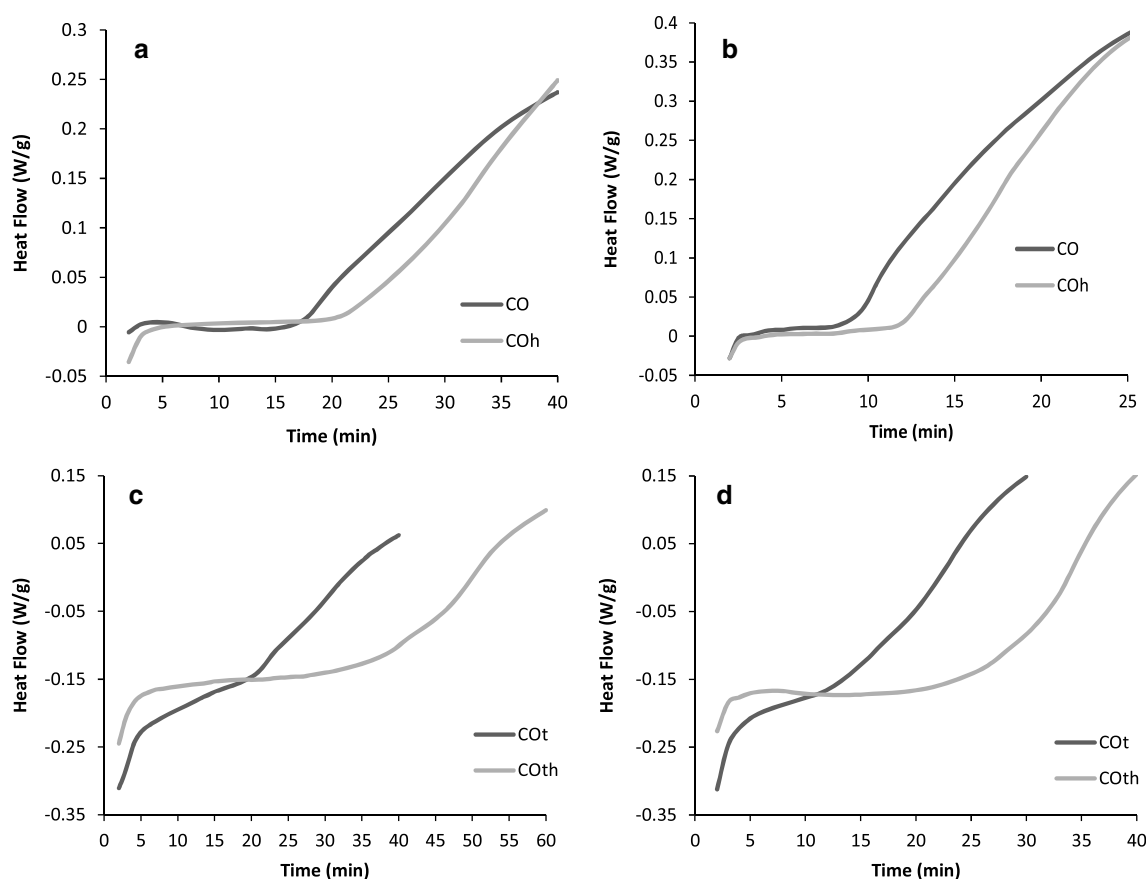 a
0.3
0.25
0.2
0.15
0.1
0.05
0
-0.05
Heat Flow (W/g)
0 5 10 15 20 25 30 35 40
Time (min)
CO
COh
b
0.4
0.35
0.3
0.25
0.2
0.15
0.1
0.05
0
-0.05
Heat Flow (W/g)
0 5 10 15 20 25
Time (min)
CO
COh
c
0.15
0.05
-0.05
-0.15
-0.25
-0.35
Heat Flow (W/g)
0 5 10 15 20 25 30 35 40 45 50 55 60
Time (min)
COt
COth
d
0.15
0.05
-0.05
-0.15
-0.25
-0.35
Heat Flow (W/g)
0 5 10 15 20 25 30 35 40
Time (min)
COt
COth